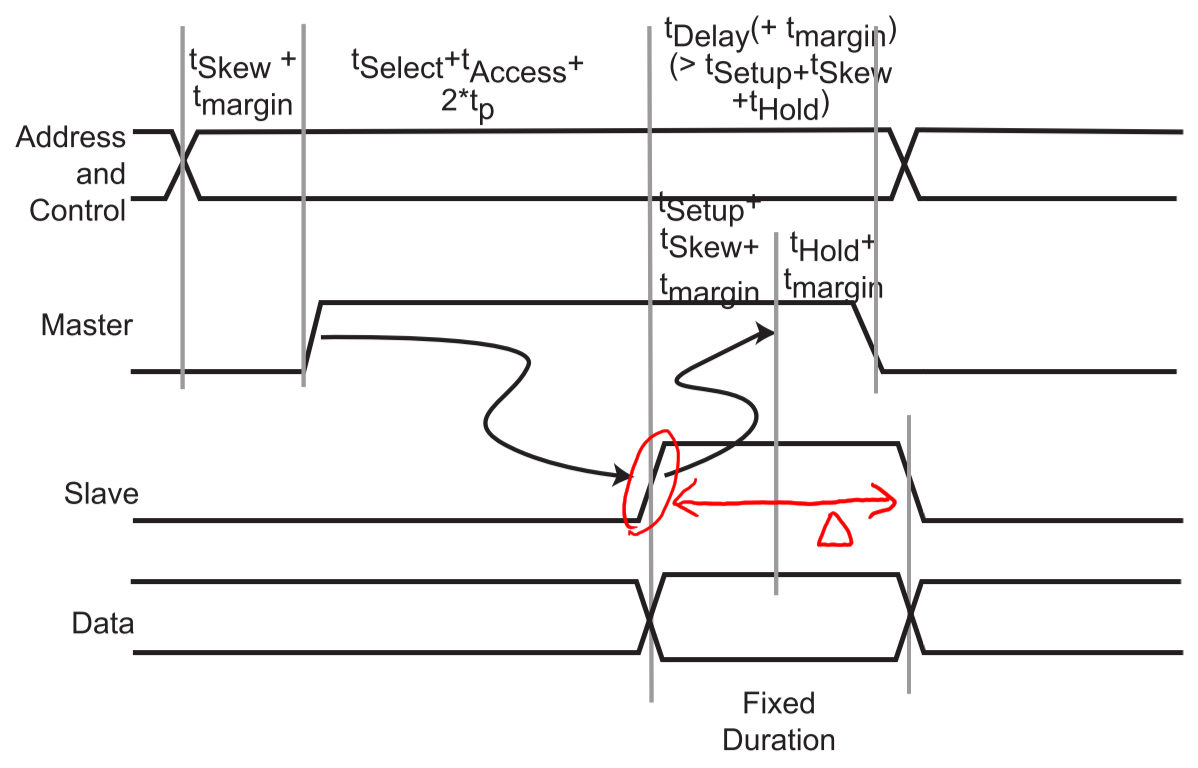 tSkew +
tmargin
tSelect+tAccess+
2*tp
tDelay(+ tmargin)
(> tSetup+tSkew
+tHold)
Address
and
Control
tSetup+
tSkew+
tmargin
tHold+
tmargin
Master
Slave
Δ
Data
Fixed
Duration